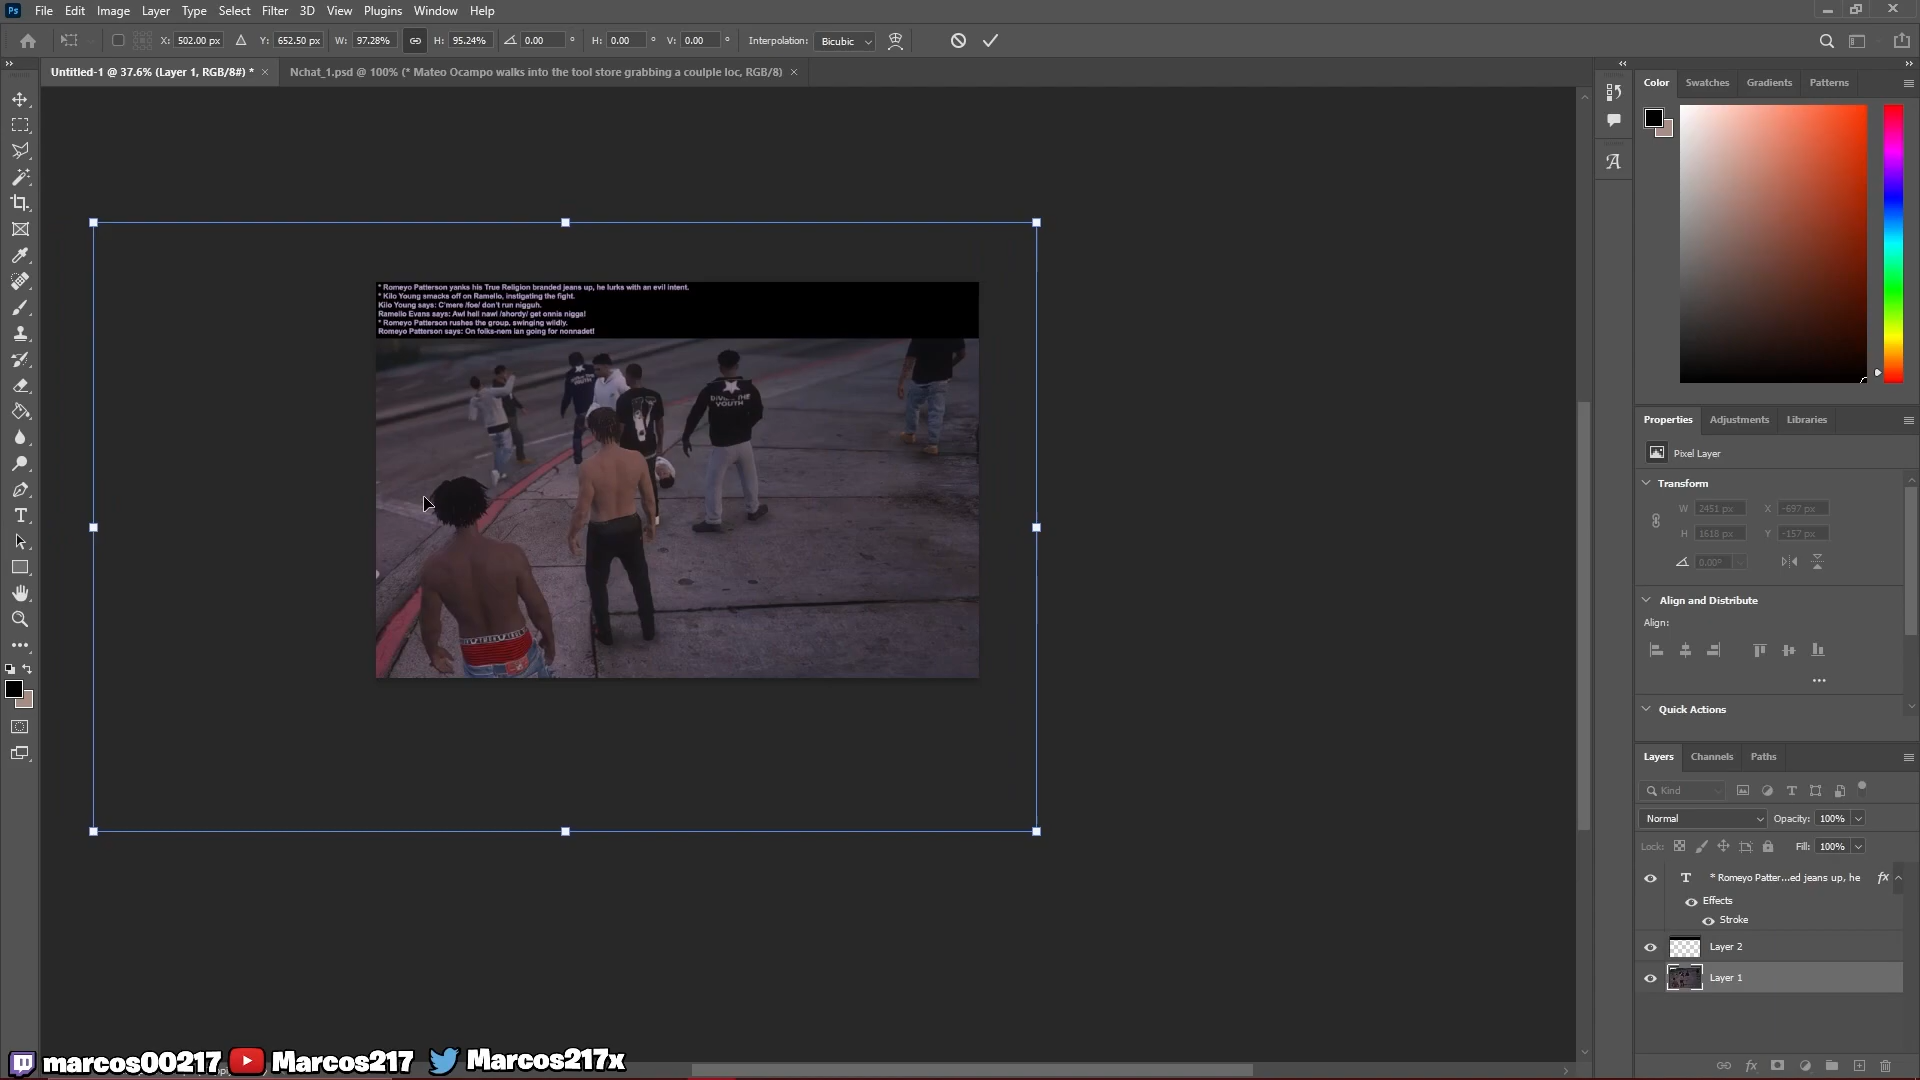 Ps File Edit Image Layer Type Select Filter 3D View Plugins Window Help
X: 502.00 px Y: 652.50 px W: 97.28% H: 95.24% 0.00 ° H: 0.00 ° V: 0.00 ° Interpolation: Bicubic
Untitled-1 @ 37.6% (Layer 1, RGB/8#) * × Nchat_1.psd @ 100% (* Mateo Ocampo walks into the tool store grabbing a coulple loc, RGB/8) ×
Color Swatches Gradients Patterns
* Romeyo Patterson yanks his True Religion branded jeans up, he lurks with an evil intent.
* Kilo Young smacks off on Ramello, instigating the fight.
Kilo Young says: C'mere /foe/ don't run nigguh.
Ramello Evans says: Awl hell nawl /shordy/ get onnis nigga!
* Romeyo Patterson rushes the group, swinging wildly.
Romeyo Patterson says: On folks-nem ian going for nonnadet!
DIVIDE THE
YOUTH
Properties Adjustments Libraries
Pixel Layer
Transform
W 2451 px X -697 px
H 1618 px Y -157 px
0.00°
Align and Distribute
Align:
Quick Actions
Layers Channels Paths
Kind
Normal Opacity: 100%
Lock: Fill: 100%
T * Romeyo Patter...ed jeans up, he fx
Effects
Stroke
Layer 2
Layer 1
marcos00217 Marcos217 Marcos217x